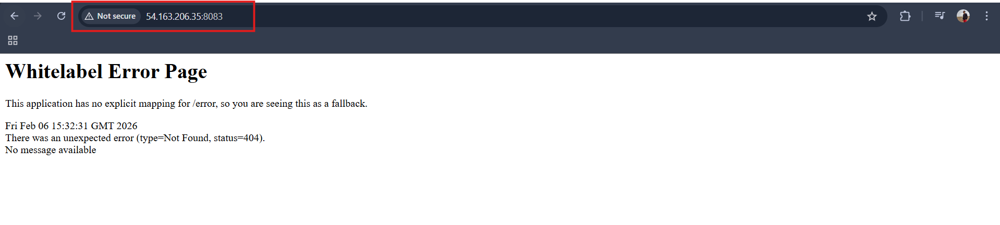 Not secure 54.163.206.35:8083
Whitelabel Error Page
This application has no explicit mapping for /error, so you are seeing this as a fallback.
Fri Feb 06 15:32:31 GMT 2026
There was an unexpected error (type=Not Found, status=404).
No message available